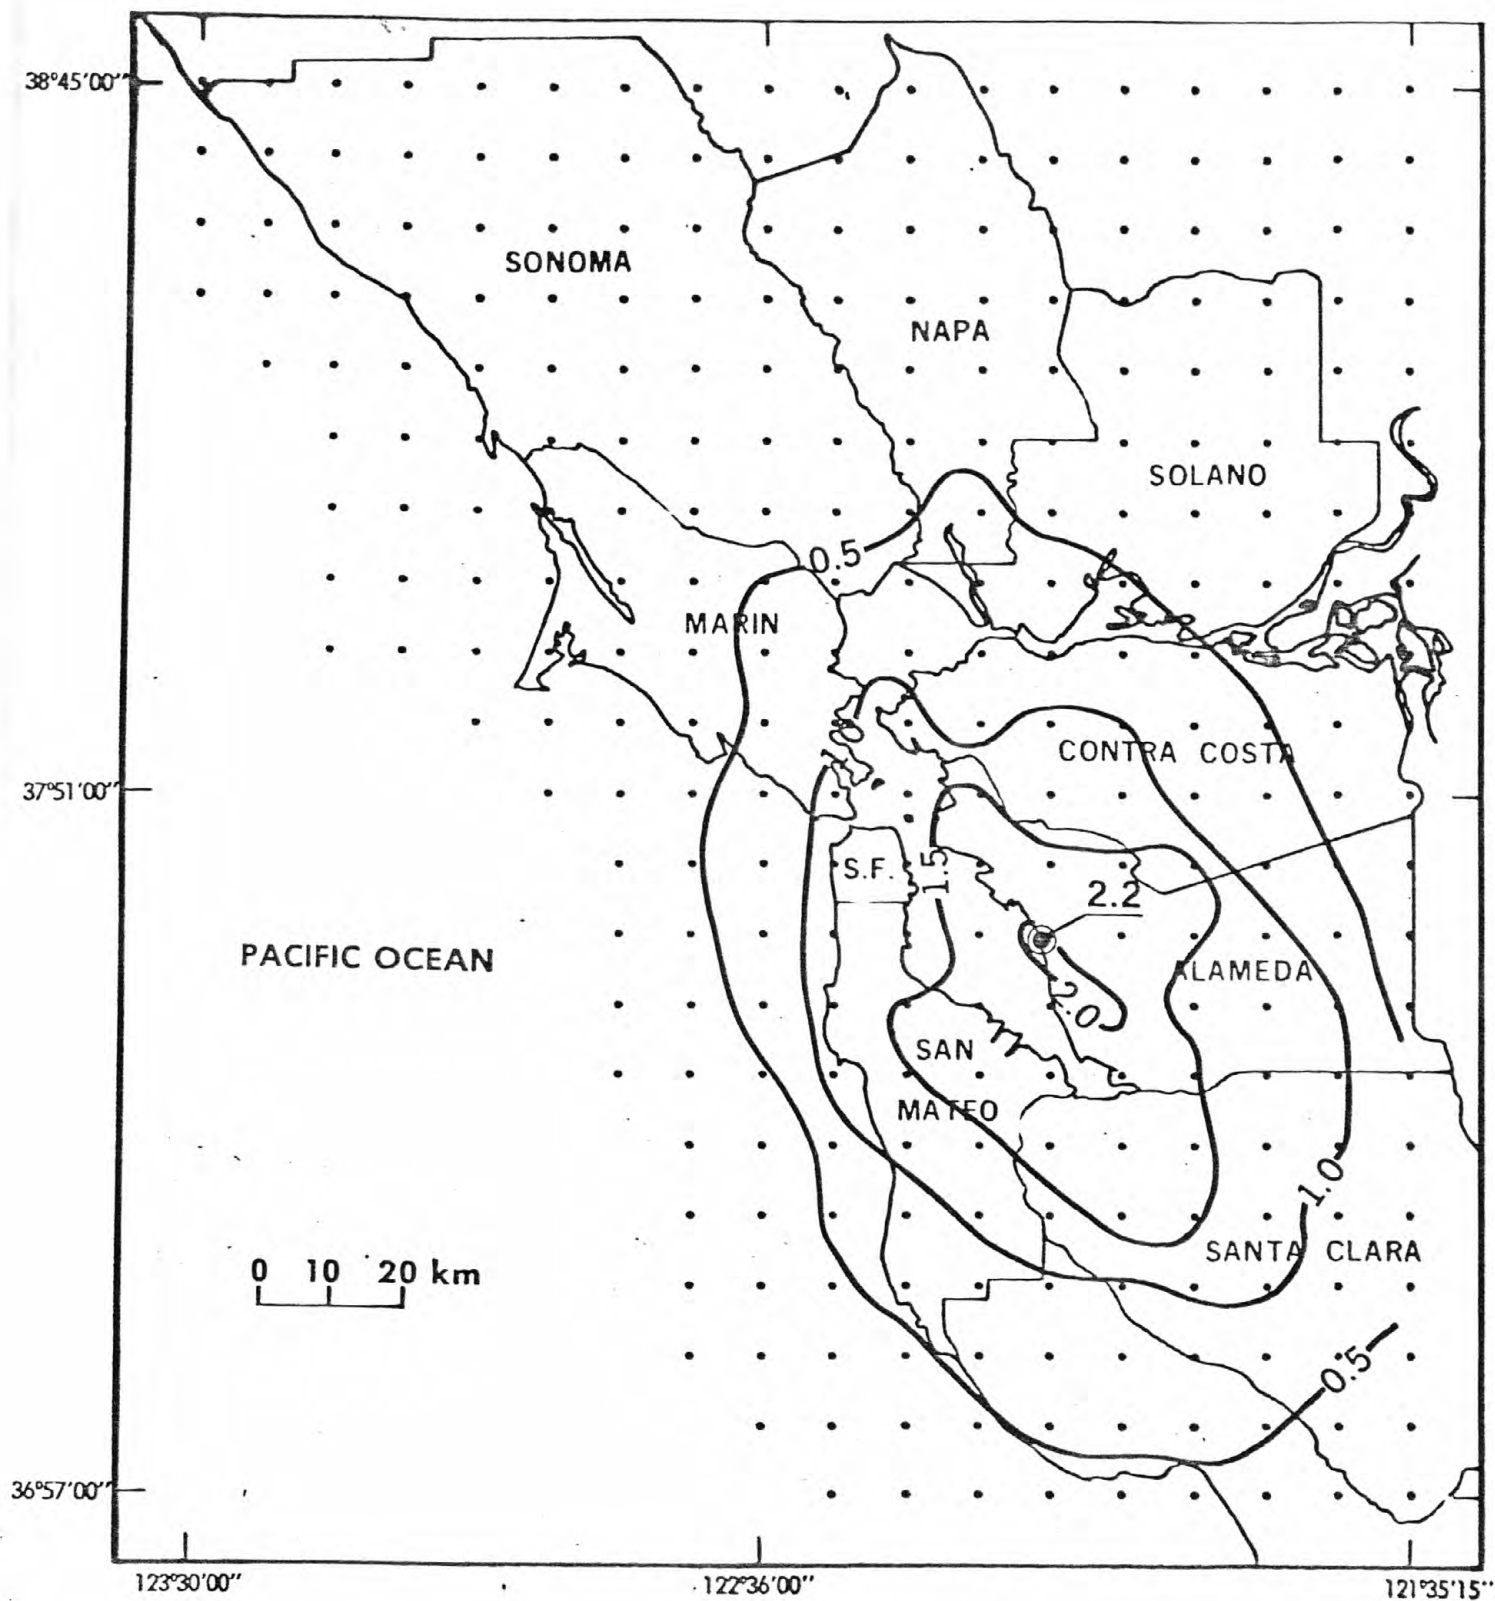 38°45'00"
SONOMA
NAPA
SOLANO
0.5
MARIN
1.0
CONTRA COSTA
37°51'00"
S.F.
1.5
2.2
PACIFIC OCEAN
ALAMEDA
2.0
SAN
MATEO
1.0
SANTA CLARA
0 10 20 km
0.5
36°57'00"
123°30'00"
122°36'00"
121°35'15"